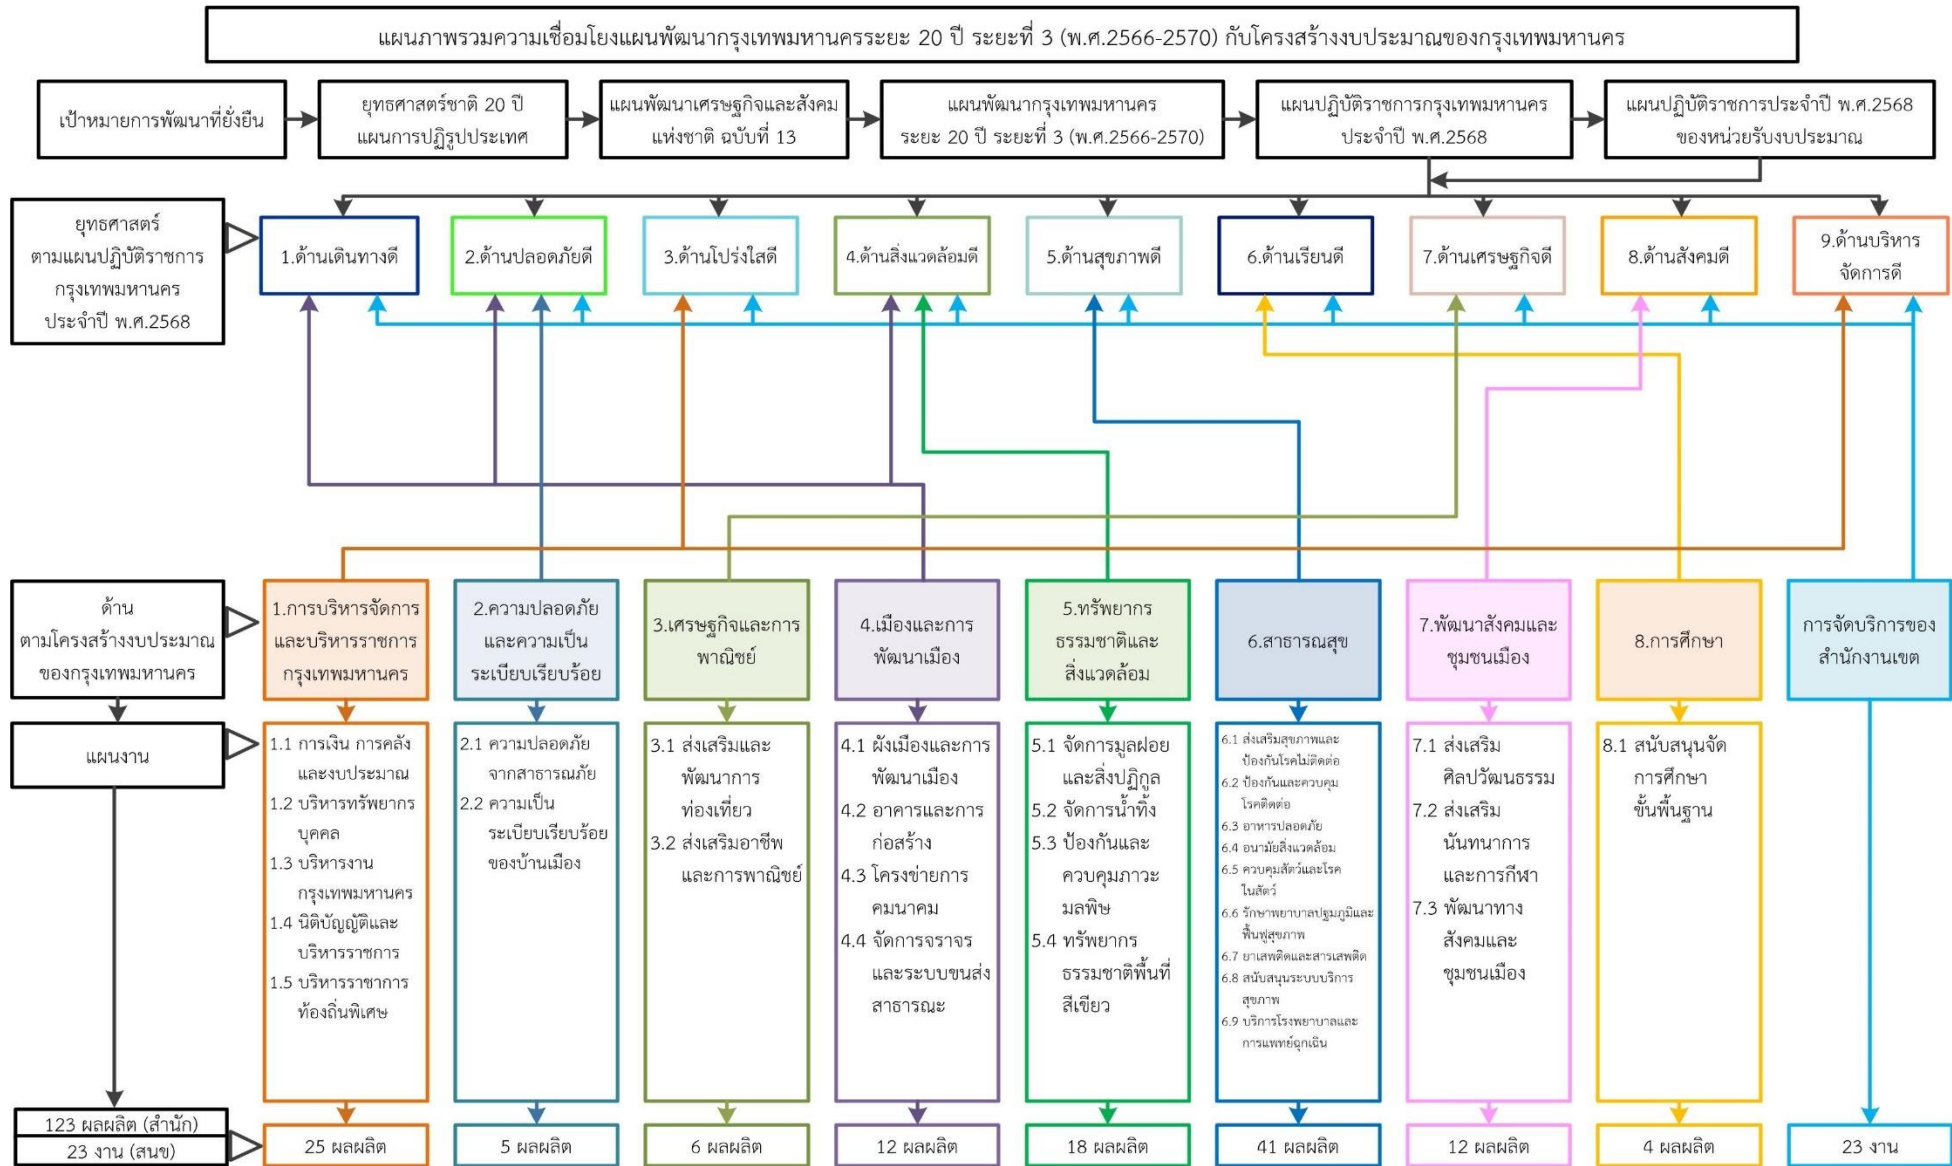 แผนภาพรวมความเชื่อมโยงแผนพัฒนากรุงเทพมหานครระยะ 20 ปี ระยะที่ 3 (พ.ศ.2566-2570) กับโครงสร้างงบประมาณของกรุงเทพมหานคร
เป้าหมายการพัฒนาที่ยั่งยืน
ยุทธศาสตร์ชาติ 20 ปี
แผนการปฏิรูปประเทศ
แผนพัฒนาเศรษฐกิจและสังคม
แห่งชาติ ฉบับที่ 13
แผนพัฒนากรุงเทพมหานคร
ระยะ 20 ปี ระยะที่ 3 (พ.ศ.2566-2570)
แผนปฏิบัติราชการกรุงเทพมหานคร
ประจำปี พ.ศ.2568
แผนปฏิบัติราชการประจำปี พ.ศ.2568
ของหน่วยรับงบประมาณ
ยุทธศาสตร์
ตามแผนปฏิบัติราชการ
กรุงเทพมหานคร
ประจำปี พ.ศ.2568
1.ด้านเดินทางดี
2.ด้านปลอดภัยดี
3.ด้านโปร่งใสดี
4.ด้านสิ่งแวดล้อมดี
5.ด้านสุขภาพดี
6.ด้านเรียนดี
7.ด้านเศรษฐกิจดี
8.ด้านสังคมดี
9.ด้านบริหาร
จัดการดี
ด้าน
ตามโครงสร้างงบประมาณ
ของกรุงเทพมหานคร
1.การบริหารจัดการ
และบริหารราชการ
กรุงเทพมหานคร
2.ความปลอดภัย
และความเป็น
ระเบียบเรียบร้อย
3.เศรษฐกิจและการ
พาณิชย์
4.เมืองและการ
พัฒนาเมือง
5.ทรัพยากร
ธรรมชาติและ
สิ่งแวดล้อม
6.สาธารณสุข
7.พัฒนาสังคมและ
ชุมชนเมือง
8.การศึกษา
การจัดบริการของ
สำนักงานเขต
แผนงาน
1.1 การเงิน การคลัง
และงบประมาณ
1.2 บริหารทรัพยากร
บุคคล
1.3 บริหารงาน
กรุงเทพมหานคร
1.4 นิติบัญญัติและ
บริหารราชการ
1.5 บริหารราชาการ
ท้องถิ่นพิเศษ
2.1 ความปลอดภัย
จากสาธารณภัย
2.2 ความเป็น
ระเบียบเรียบร้อย
ของบ้านเมือง
3.1 ส่งเสริมและ
พัฒนาการ
ท่องเที่ยว
3.2 ส่งเสริมอาชีพ
และการพาณิชย์
4.1 ผังเมืองและการ
พัฒนาเมือง
4.2 อาคารและการ
ก่อสร้าง
4.3 โครงข่ายการ
คมนาคม
4.4 จัดการจราจร
และระบบขนส่ง
สาธารณะ
5.1 จัดการมูลฝอย
และสิ่งปฏิกูล
5.2 จัดการน้ำทิ้ง
5.3 ป้องกันและ
ควบคุมภาวะ
มลพิษ
5.4 ทรัพยากร
ธรรมชาติพื้นที่
สีเขียว
6.1 ส่งเสริมสุขภาพและ
ป้องกันโรคไม่ติดต่อ
6.2 ป้องกันและควบคุม
โรคติดต่อ
6.3 อาหารปลอดภัย
6.4 อนามัยสิ่งแวดล้อม
6.5 ควบคุมสัตว์และโรค
ในสัตว์
6.6 รักษาพยาบาลปฐมภูมิและ
ฟื้นฟูสุขภาพ
6.7 ยาเสพติดและสารเสพติด
6.8 สนับสนุนระบบบริการ
สุขภาพ
6.9 บริการโรงพยาบาลและ
การแพทย์ฉุกเฉิน
7.1 ส่งเสริม
ศิลปวัฒนธรรม
7.2 ส่งเสริม
นันทนาการ
และการกีฬา
7.3 พัฒนาทาง
สังคมและ
ชุมชนเมือง
8.1 สนับสนุนจัด
การศึกษา
ขั้นพื้นฐาน
123 ผลผลิต (สำนัก)
23 งาน (สนข)
25 ผลผลิต
5 ผลผลิต
6 ผลผลิต
12 ผลผลิต
18 ผลผลิต
41 ผลผลิต
12 ผลผลิต
4 ผลผลิต
23 งาน